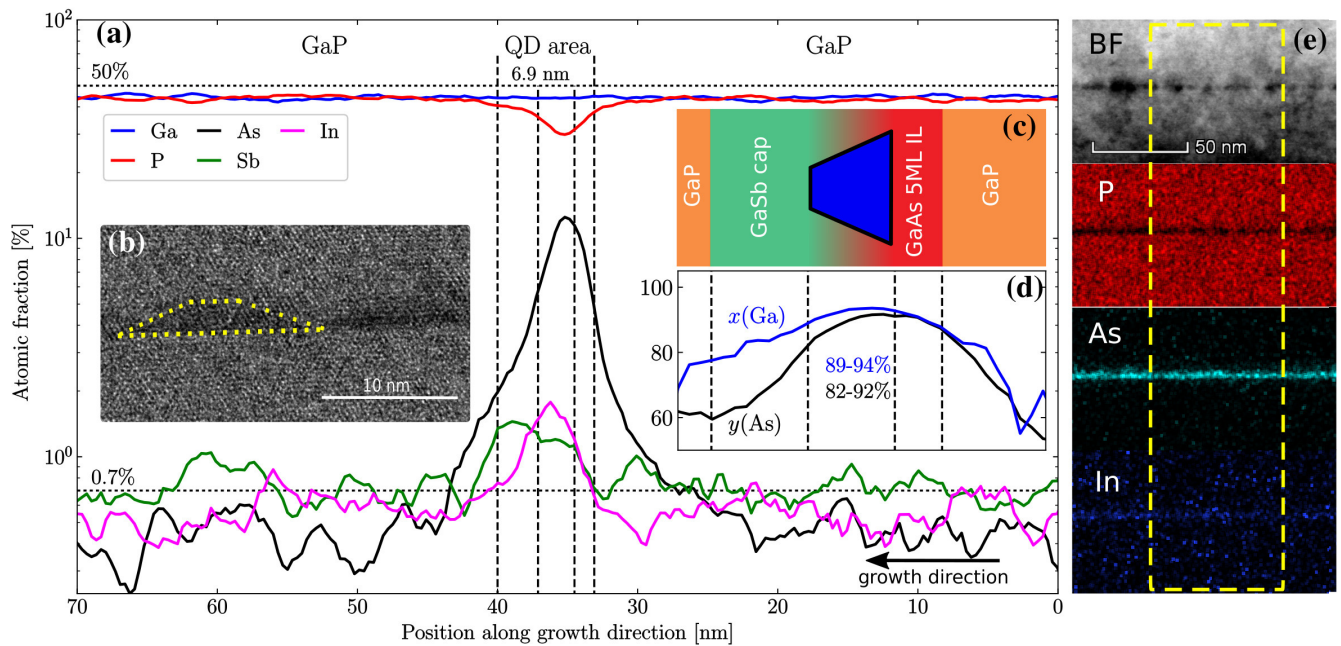 (a)
GaP
QD area
GaP
6.9 nm
50%
Ga
As
In
P
Sb
10²
10¹
10⁰
Atomic fraction [%]
0.7%
(b)
10 nm
(c)
GaP
GaSb cap
GaAs 5ML IL
GaP
(d)
100
80
60
x(Ga)
89-94%
82-92%
y(As)
growth direction
70
60
50
40
30
20
10
0
Position along growth direction [nm]
(e)
BF
50 nm
P
As
In